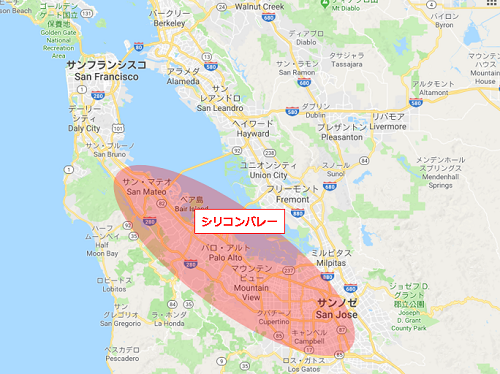 ゴールデン
ゲート国立
保養地
Golden Gate
National
Recreation
Area
バークリー
Berkeley
Walnut Creek
ディアブロ山
Mt Diablo
バイロン
Byron
ディアブロ
Diablo
サンフランシスコ
San Francisco
アラメダ
Alameda
サン・ラモン
San Ramon
タサジャラ
Tassajara
マウンテン
ハウス
Mountain
House
サン
レアンドロ
San Leandro
アルタモント
Altamont
デーリー
シティ
Daly City
ダブリン
Dublin
リバモア
Livermore
ヘイワード
Hayward
プレザントン
Pleasanton
サン・ブルーノ
San Bruno
ユニオンシティ
Union City
スノール
Sunol
メンデンホール
スプリングス
Mendenhall
Springs
サン・マテオ
San Mateo
ベア島
Bair Island
フリーモント
Fremont
シリコンバレー
ハーフ
ムーンベイ
Half
Moon Bay
パロ・アルト
Palo Alto
ミルピタス
Milpitas
マウンテン
ビュー
Mountain
View
ロビトス
Lobitos
サンノゼ
San Jose
ジョゼフ D.
グラント
郡立公園
Joseph D.
Grant
County Park
サン
グレゴリオ
San Gregorio
ラ・ホンダ
La Honda
クパチーノ
Cupertino
キャンベル
Campbell
ペスカデロ
Pescadero
ロス・ガトス
Los Gatos